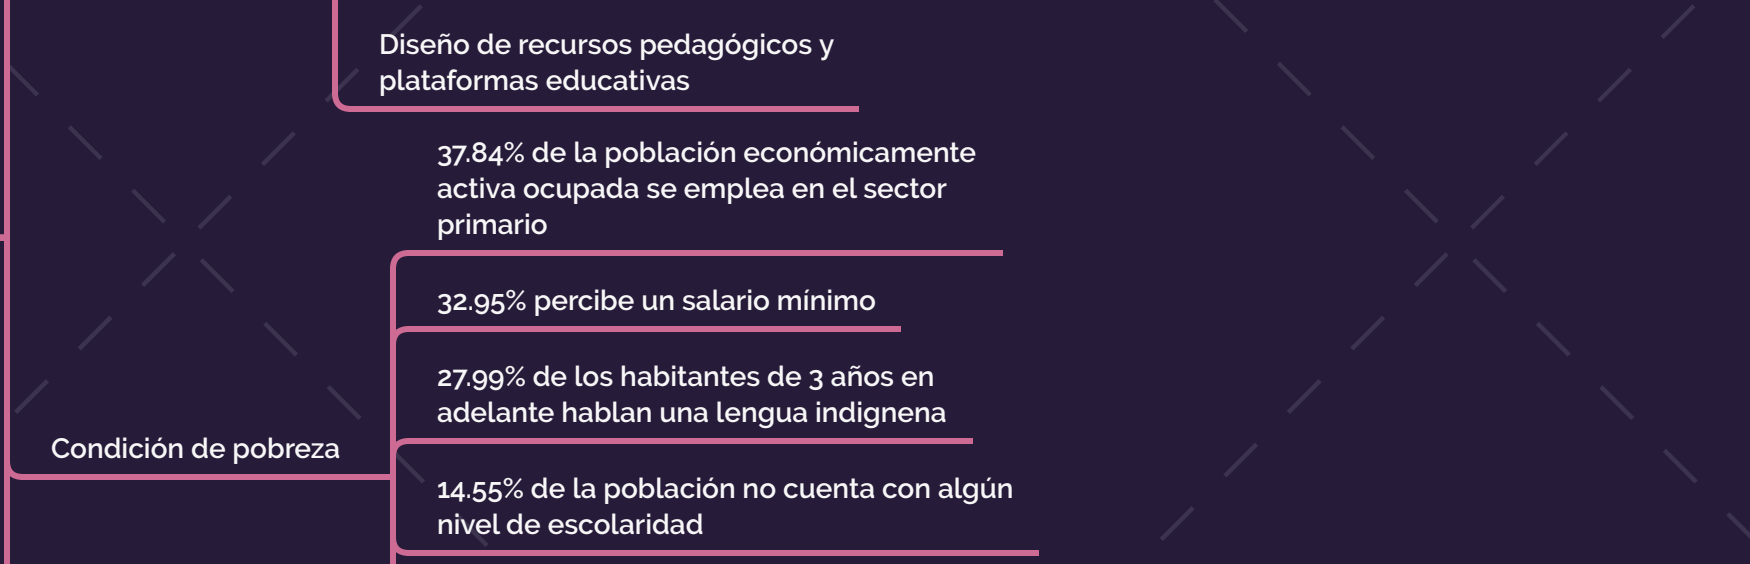 Diseño de recursos pedagógicos y
plataformas educativas
37.84% de la población económicamente
activa ocupada se emplea en el sector
primario
32.95% percibe un salario mínimo
27.99% de los habitantes de 3 años en
adelante hablan una lengua indignena
Condición de pobreza
14.55% de la población no cuenta con algún
nivel de escolaridad